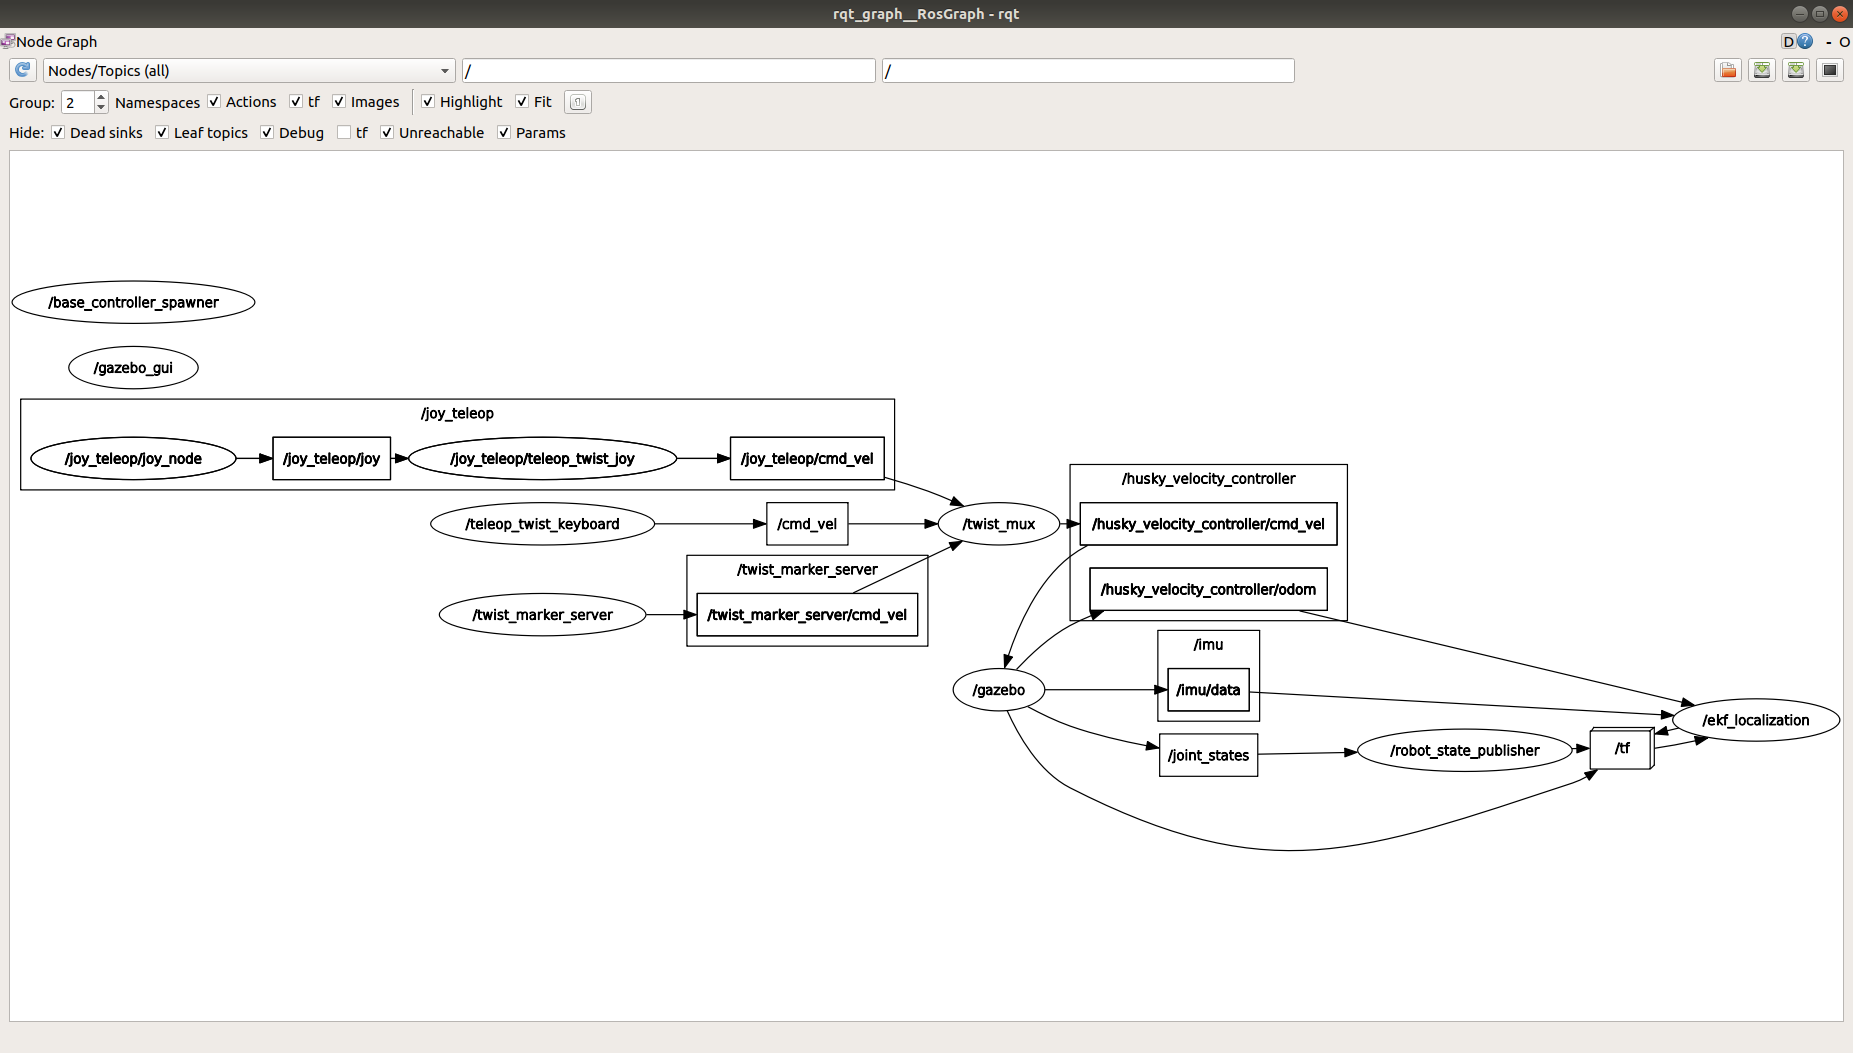 rqt_graph__RosGraph - rqt
Node Graph
D ? - O
Nodes/Topics (all) / /
Group: 2 Namespaces Actions tf Images Highlight Fit
Hide: Dead sinks Leaf topics Debug tf Unreachable Params
/base_controller_spawner
/gazebo_gui
/joy_teleop
/joy_teleop/joy_node
/joy_teleop/joy
/joy_teleop/teleop_twist_joy
/joy_teleop/cmd_vel
/teleop_twist_keyboard
/cmd_vel
/twist_mux
/twist_marker_server
/twist_marker_server
/twist_marker_server/cmd_vel
/husky_velocity_controller
/husky_velocity_controller/cmd_vel
/husky_velocity_controller/odom
/gazebo
/imu
/imu/data
/joint_states
/robot_state_publisher
/tf
/ekf_localization